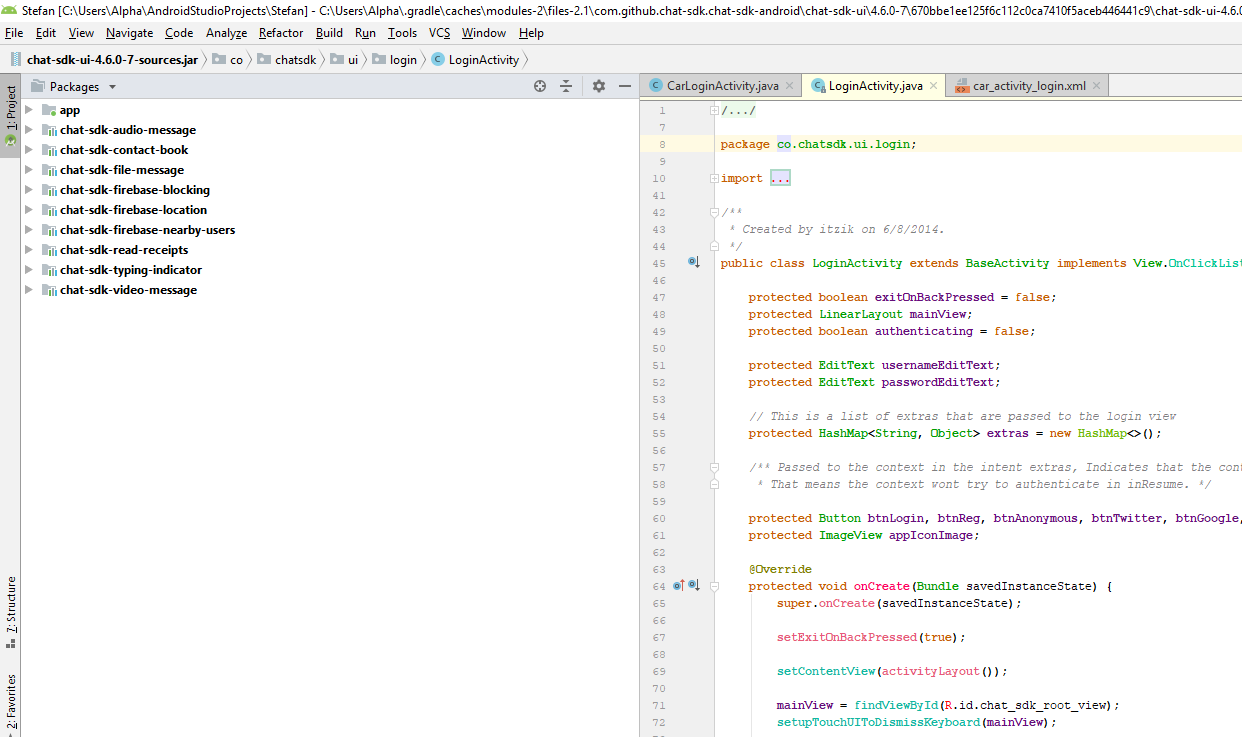 Stefan [C:\Users\Alpha\AndroidStudioProjects\Stefan] - C:\Users\Alpha\.gradle\caches\modules-2\files-2.1\com.github.chat-sdk.chat-sdk-android\chat-sdk-ui\4.6.0-7\670bbe1ee125f6c112c0ca7410f5aceb446441c9\chat-sdk-ui-4.6.0
File Edit View Navigate Code Analyze Refactor Build Run Tools VCS Window Help
chat-sdk-ui-4.6.0-7-sources.jar co chatsdk ui login LoginActivity
1: Project
7: Structure
2: Favorites
Packages
app
chat-sdk-audio-message
chat-sdk-contact-book
chat-sdk-file-message
chat-sdk-firebase-blocking
chat-sdk-firebase-location
chat-sdk-firebase-nearby-users
chat-sdk-read-receipts
chat-sdk-typing-indicator
chat-sdk-video-message
CarLoginActivity.java LoginActivity.java car_activity_login.xml
1 /.../
7
8 package co.chatsdk.ui.login;
9
10 import ...
41
42 /**
43 * Created by itzik on 6/8/2014.
44 */
45 public class LoginActivity extends BaseActivity implements View.OnClickList
46
47 protected boolean exitOnBackPressed = false;
48 protected LinearLayout mainView;
49 protected boolean authenticating = false;
50
51 protected EditText usernameEditText;
52 protected EditText passwordEditText;
53
54 // This is a list of extras that are passed to the login view
55 protected HashMap<String, Object> extras = new HashMap<>();
56
57 /** Passed to the context in the intent extras, Indicates that the con
58 * That means the context wont try to authenticate in inResume. */
59
60 protected Button btnLogin, btnReg, btnAnonymous, btnTwitter, btnGoogle,
61 protected ImageView appIconImage;
62
63 @Override
64 protected void onCreate(Bundle savedInstanceState) {
65 super.onCreate(savedInstanceState);
66
67 setExitOnBackPressed(true);
68
69 setContentView(activityLayout());
70
71 mainView = findViewById(R.id.chat_sdk_root_view);
72 setupTouchUIToDismissKeyboard(mainView);